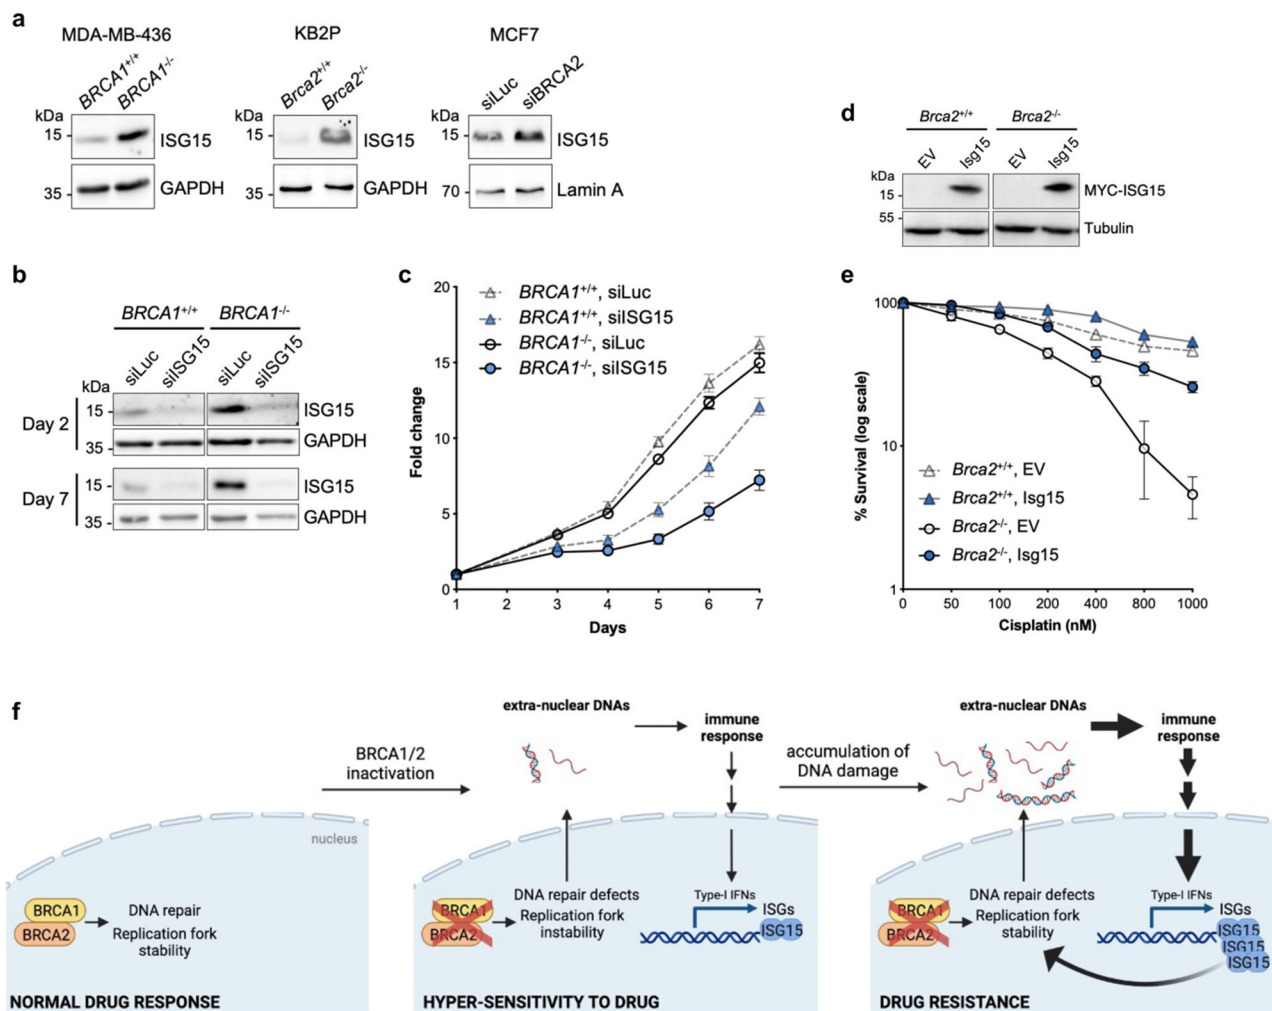 a
MDA-MB-436
BRCA1+/+
BRCA1-/-
kDa
15
ISG15
35
GAPDH
KB2P
Brca2+/+
Brca2-/-
kDa
15
ISG15
35
GAPDH
MCF7
siLuc
siBRCA2
kDa
15
ISG15
70
Lamin A
d
Brca2+/+
Brca2-/-
EV
Isg15
EV
Isg15
kDa
15
MYC-ISG15
55
Tubulin
b
BRCA1+/+
BRCA1-/-
siLuc
siISG15
siLuc
siISG15
kDa
Day 2
15
ISG15
35
GAPDH
Day 7
15
ISG15
35
GAPDH
c
BRCA1+/+, siLuc
BRCA1+/+, siISG15
BRCA1-/-, siLuc
BRCA1-/-, siISG15
Fold change
20
15
10
5
0
1 2 3 4 5 6 7
Days
e
% Survival (log scale)
100
10
1
Brca2+/+, EV
Brca2+/+, Isg15
Brca2-/-, EV
Brca2-/-, Isg15
0 50 100 200 400 800 1000
Cisplatin (nM)
f
nucleus
BRCA1
BRCA2
DNA repair
Replication fork
stability
NORMAL DRUG RESPONSE
BRCA1/2
inactivation
extra-nuclear DNAs
immune
response
BRCA1
BRCA2
DNA repair defects
Replication fork
instability
Type-I IFNs
ISGs
ISG15
HYPER-SENSITIVITY TO DRUG
accumulation of
DNA damage
extra-nuclear DNAs
immune
response
BRCA1
BRCA2
DNA repair defects
Replication fork
stability
Type-I IFNs
ISGs
ISG15
ISG15
ISG15
DRUG RESISTANCE